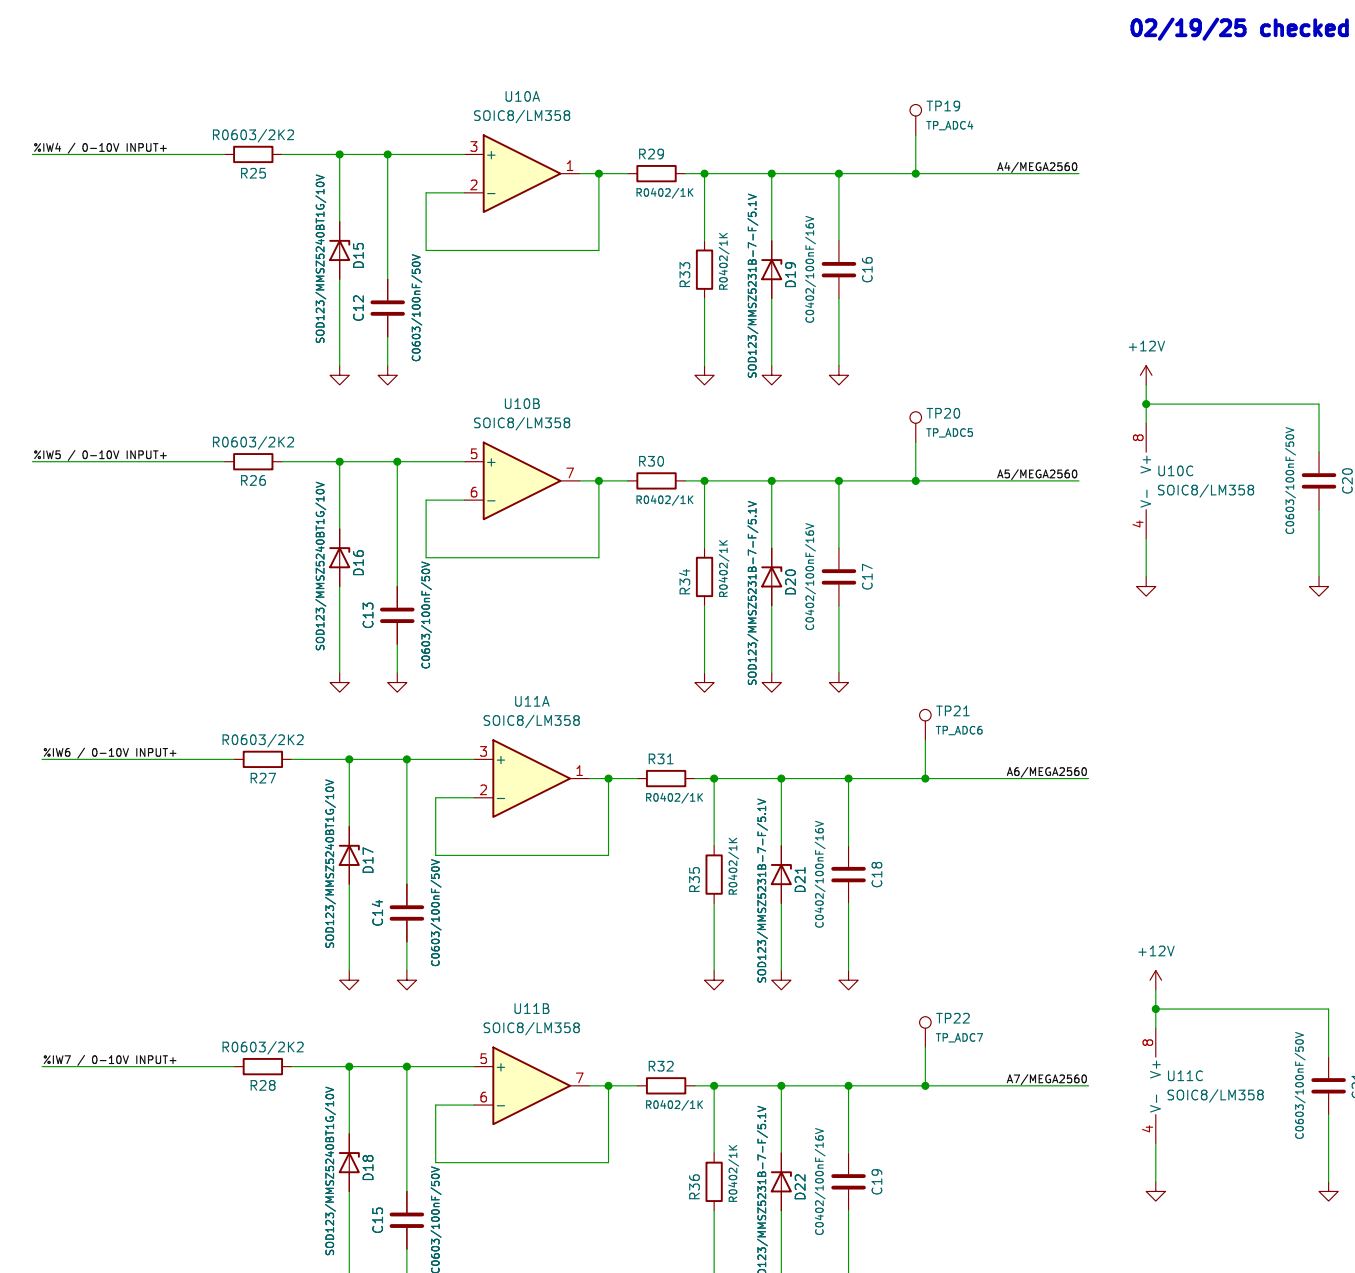 02/19/25 checked
U10A
SOIC8/LM358
TP19
TP_ADC4
%IW4 / 0-10V INPUT+
R0603/2K2
R25
3
+
2
-
1
R29
R0402/1K
A4/MEGA2560
SOD123/MMSZ5240BT1G/10V
D15
C12
C0603/100nF/50V
R33
R0402/1K
SOD123/MMSZ5231B-7-F/5.1V
D19
C0402/100nF/16V
C16
+12V
U10B
SOIC8/LM358
TP20
TP_ADC5
%IW5 / 0-10V INPUT+
R0603/2K2
R26
5
+
6
-
7
R30
R0402/1K
A5/MEGA2560
SOD123/MMSZ5240BT1G/10V
D16
C13
C0603/100nF/50V
R34
R0402/1K
SOD123/MMSZ5231B-7-F/5.1V
D20
C0402/100nF/16V
C17
8
V+
U10C
SOIC8/LM358
V-
4
C0603/100nF/50V
C20
U11A
SOIC8/LM358
TP21
TP_ADC6
%IW6 / 0-10V INPUT+
R0603/2K2
R27
3
+
2
-
1
R31
R0402/1K
A6/MEGA2560
SOD123/MMSZ5240BT1G/10V
D17
C14
C0603/100nF/50V
R35
R0402/1K
SOD123/MMSZ5231B-7-F/5.1V
D21
C0402/100nF/16V
C18
+12V
U11B
SOIC8/LM358
TP22
TP_ADC7
%IW7 / 0-10V INPUT+
R0603/2K2
R28
5
+
6
-
7
R32
R0402/1K
A7/MEGA2560
SOD123/MMSZ5240BT1G/10V
D18
C15
C0603/100nF/50V
R36
R0402/1K
D123/MMSZ5231B-7-F/5.1V
D22
C0402/100nF/16V
C19
8
V+
U11C
SOIC8/LM358
V-
4
C0603/100nF/50V